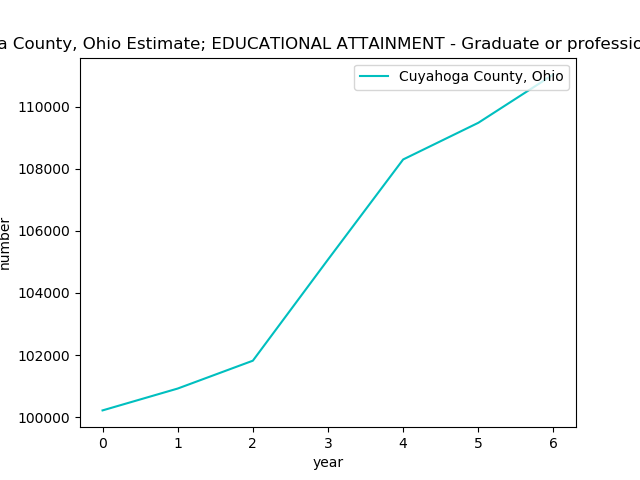 a County, Ohio Estimate; EDUCATIONAL ATTAINMENT - Graduate or professio
Cuyahoga County, Ohio
110000
108000
106000
104000
102000
100000
number
0 1 2 3 4 5 6
year